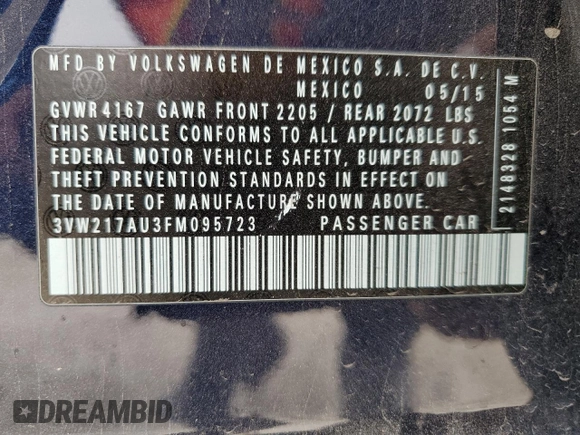 MFD BY VOLKSWAGEN DE MEXICO S.A. DE C.V.
MEXICO 05/15
GVWR 4167 GAWR FRONT 2205 / REAR 2072 LBS
THIS VEHICLE CONFORMS TO ALL APPLICABLE U.S.
FEDERAL MOTOR VEHICLE SAFETY, BUMPER AND
THEFT PREVENTION STANDARDS IN EFFECT ON
THE DATE OF MANUFACTURE SHOWN ABOVE.
3VW217AU3FM095723 PASSENGER CAR
2148328 1054 M
DREAMBID